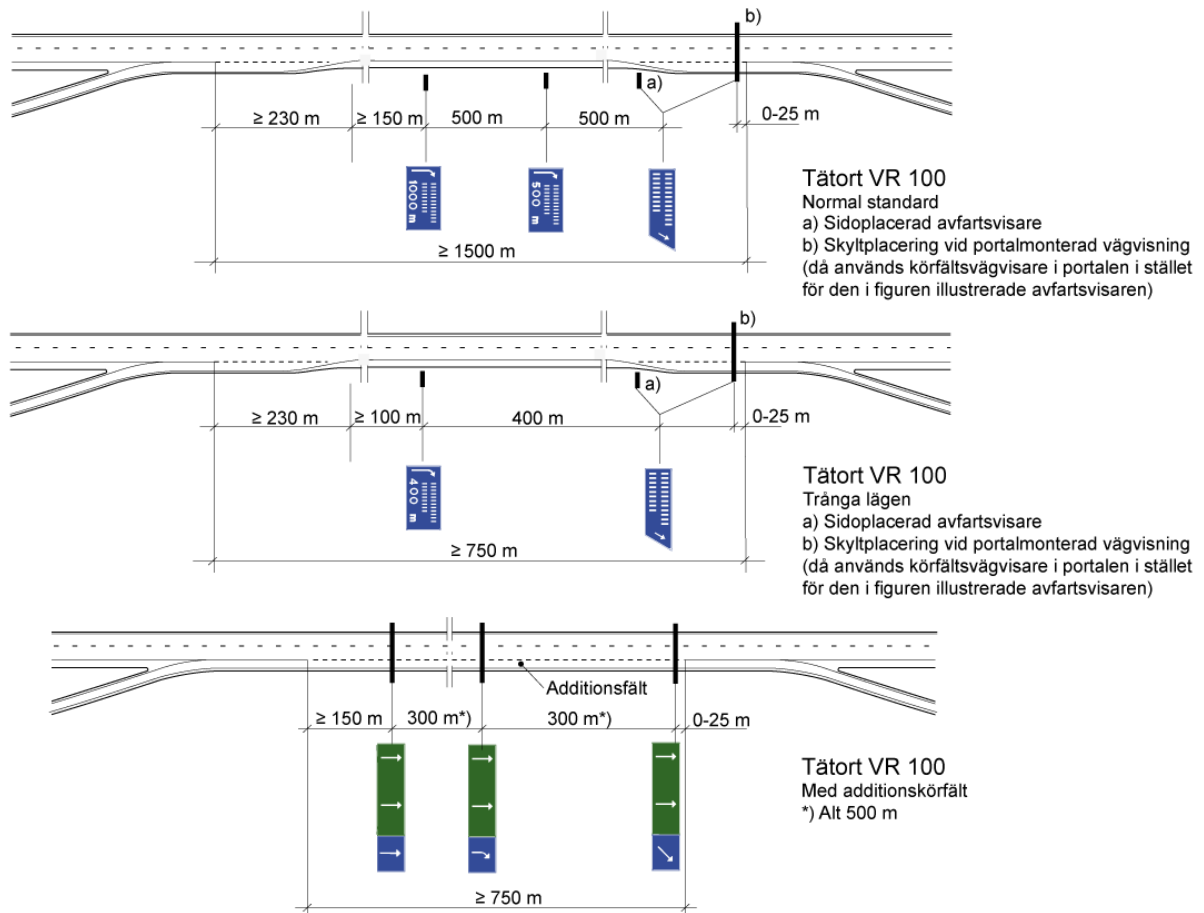 b)
a)
≥ 230 m
≥ 150 m
500 m
500 m
0-25 m
1000 m
500 m
≥ 1500 m
Tätort VR 100
Normal standard
a) Sidoplacerad avfartsvisare
b) Skyltplacering vid portalmonterad vägvisning
(då används körfältsvägvisare i portalen i stället
för den i figuren illustrerade avfartsvisaren)
b)
a)
≥ 230 m
≥ 100 m
400 m
0-25 m
400 m
≥ 750 m
Tätort VR 100
Trånga lägen
a) Sidoplacerad avfartsvisare
b) Skyltplacering vid portalmonterad vägvisning
(då används körfältsvägvisare i portalen i stället
för den i figuren illustrerade avfartsvisaren)
Additionsfält
≥ 150 m
300 m*)
300 m*)
0-25 m
Tätort VR 100
Med additionskörfält
*) Alt 500 m
≥ 750 m